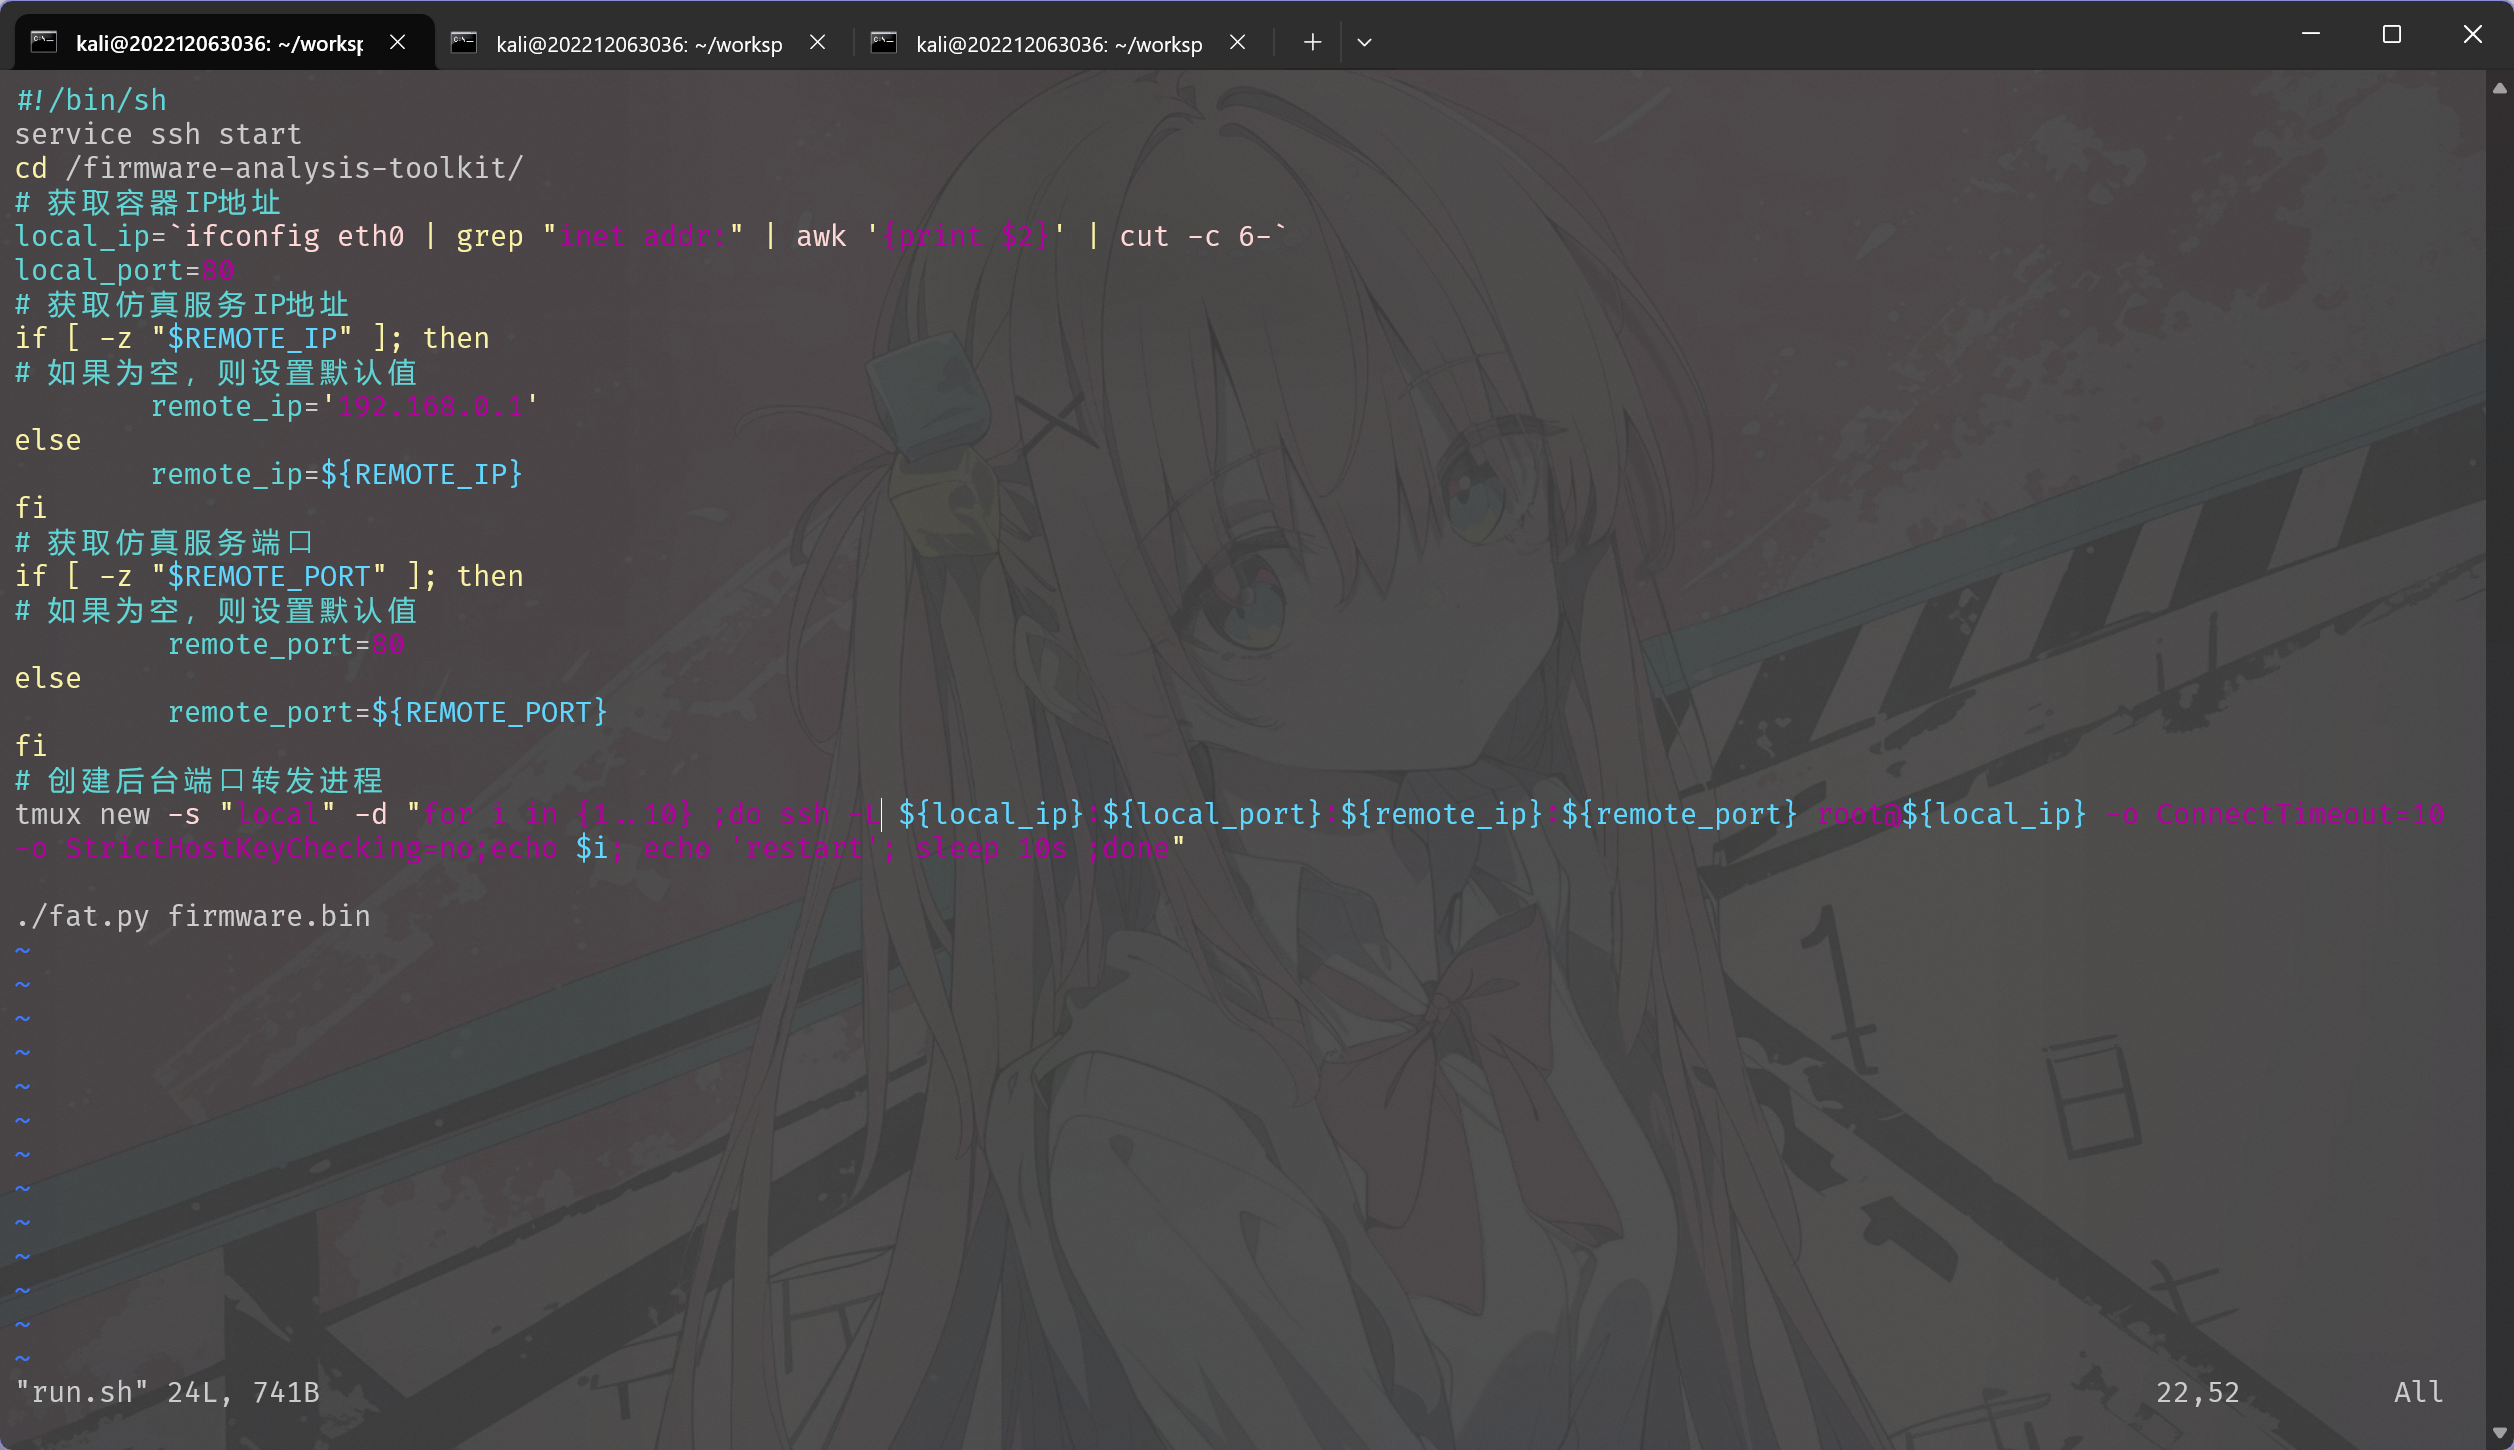 kali@202212063036: ~/worksp
kali@202212063036: ~/worksp
kali@202212063036: ~/worksp
#!/bin/sh
service ssh start
cd /firmware-analysis-toolkit/
# 获取容器IP地址
local_ip=`ifconfig eth0 | grep "inet addr:" | awk '{print $2}' | cut -c 6-`
local_port=80
# 获取仿真服务IP地址
if [ -z "$REMOTE_IP" ]; then
# 如果为空，则设置默认值
        remote_ip='192.168.0.1'
else
        remote_ip=${REMOTE_IP}
fi
# 获取仿真服务端口
if [ -z "$REMOTE_PORT" ]; then
# 如果为空，则设置默认值
         remote_port=80
else
         remote_port=${REMOTE_PORT}
fi
# 创建后台端口转发进程
tmux new -s "local" -d "for i in {1..10} ;do ssh -L ${local_ip}:${local_port}:${remote_ip}:${remote_port} root@${local_ip} -o ConnectTimeout=10
-o StrictHostKeyChecking=no;echo $i; echo 'restart'; sleep 10s ;done"
./fat.py firmware.bin
~
~
~
~
~
~
~
~
~
~
~
~
~
"run.sh" 24L, 741B 22,52 All